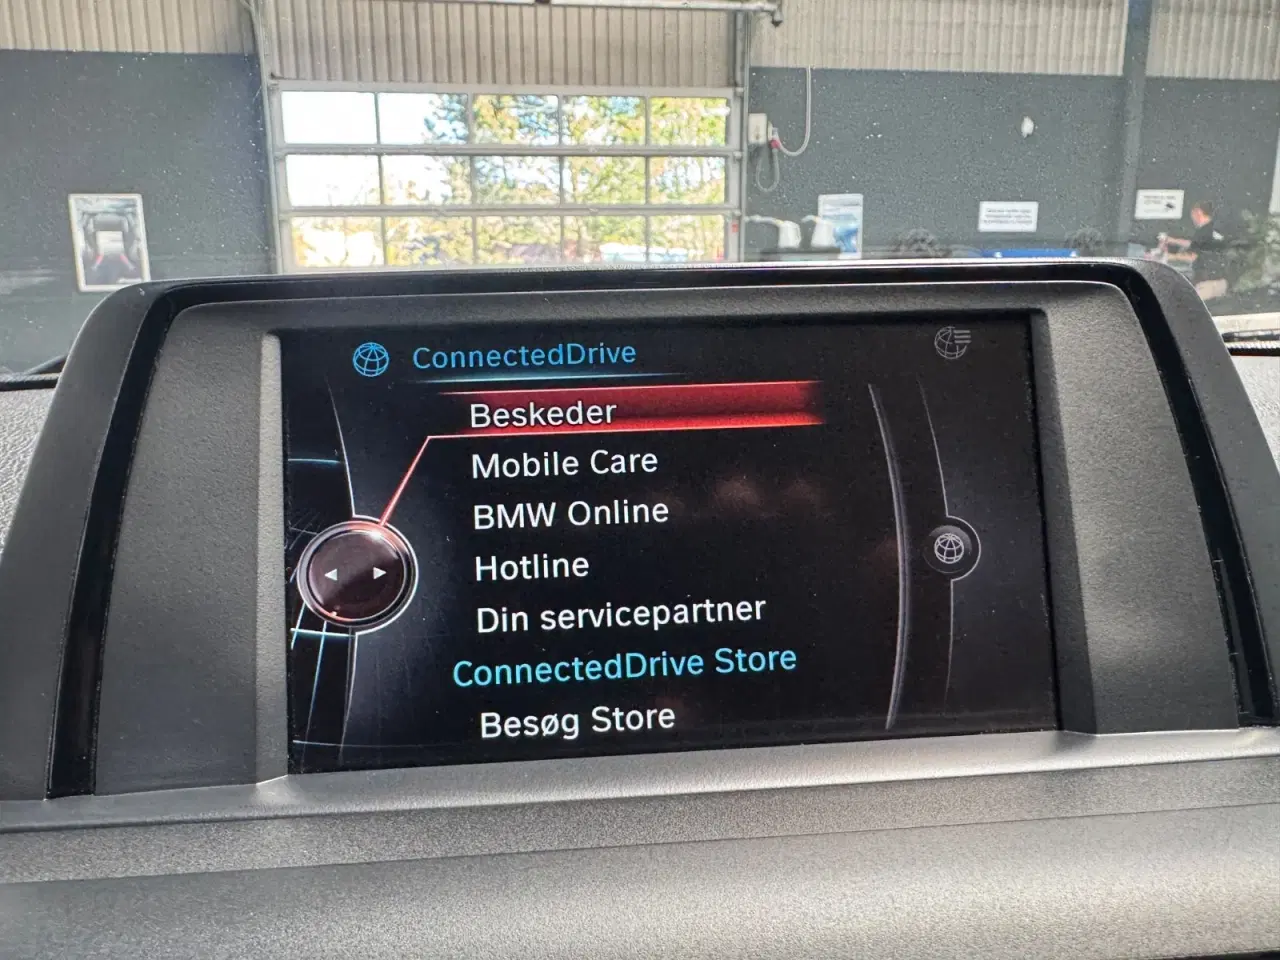 ConnectedDrive
Beskeder
Mobile Care
BMW Online
Hotline
Din servicepartner
ConnectedDrive Store
Besøg Store